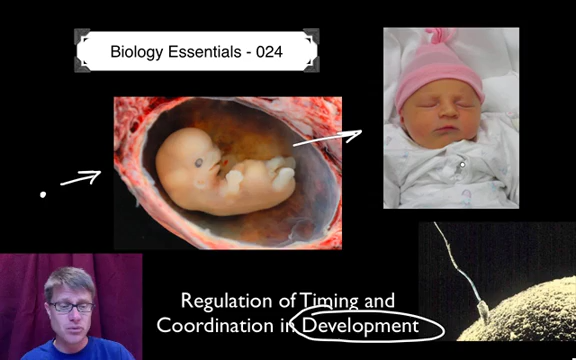 Biology Essentials - 024
Regulation of Timing and
Coordination in Development